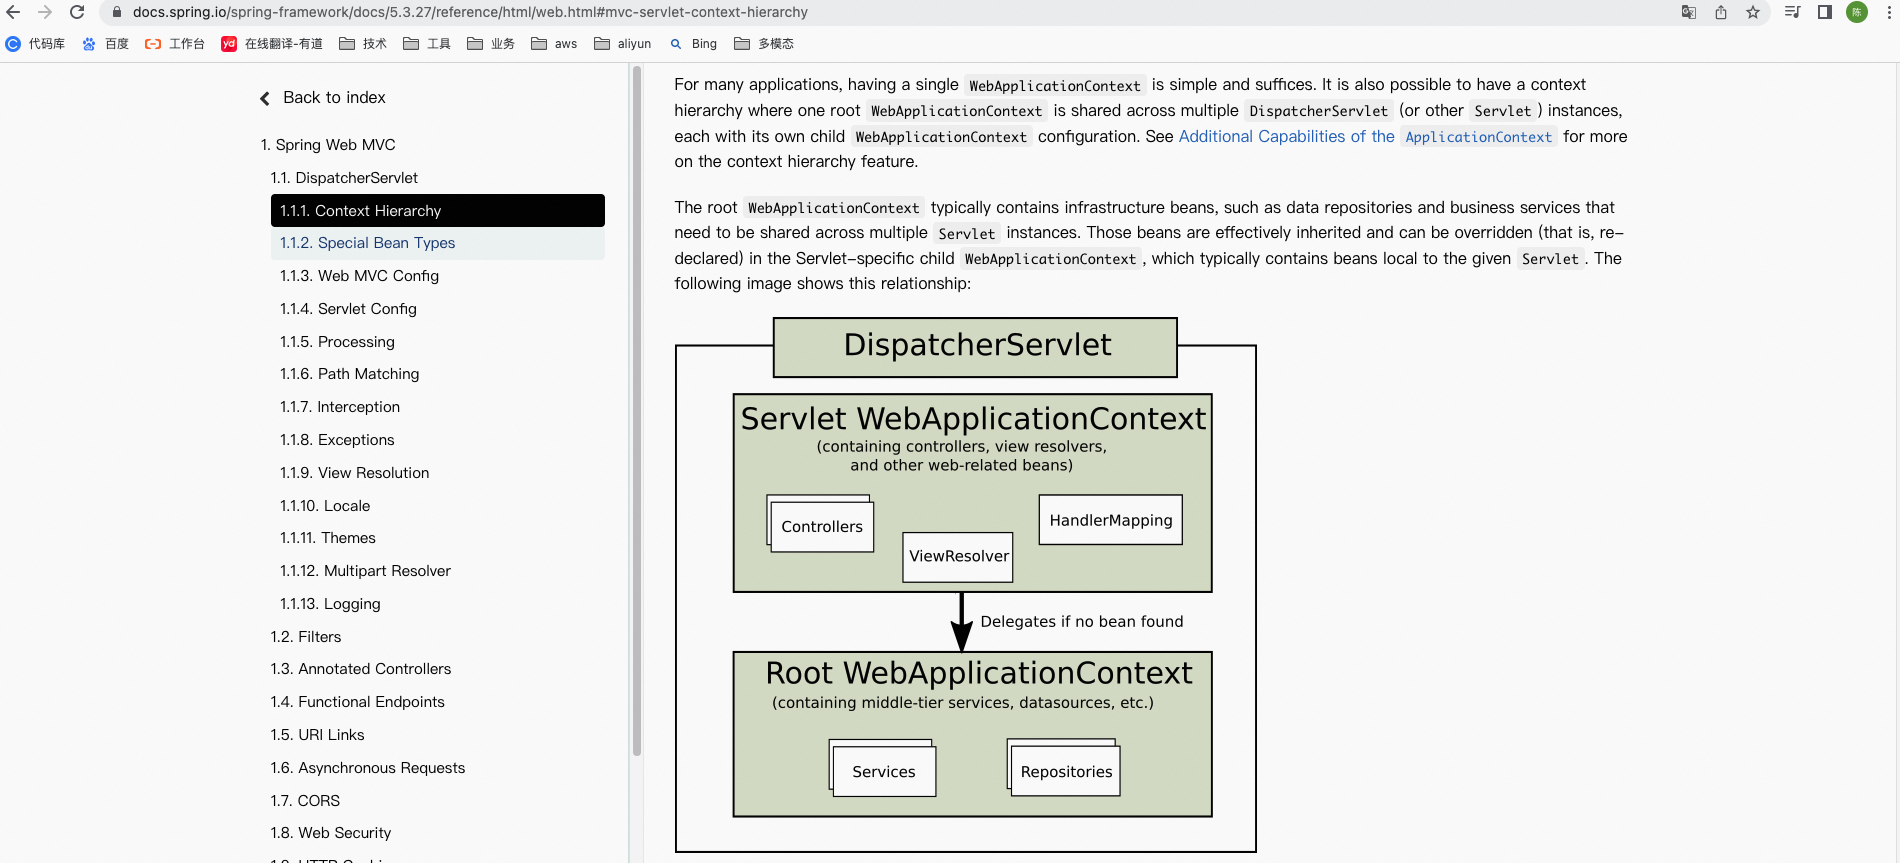 docs.spring.io/spring-framework/docs/5.3.27/reference/html/web.html#mvc-servlet-context-hierarchy
陈
代码库 百度 工作台 yd 在线翻译-有道 技术 工具 业务 aws aliyun Bing 多模态
Back to index
1. Spring Web MVC
1.1. DispatcherServlet
1.1.1. Context Hierarchy
1.1.2. Special Bean Types
1.1.3. Web MVC Config
1.1.4. Servlet Config
1.1.5. Processing
1.1.6. Path Matching
1.1.7. Interception
1.1.8. Exceptions
1.1.9. View Resolution
1.1.10. Locale
1.1.11. Themes
1.1.12. Multipart Resolver
1.1.13. Logging
1.2. Filters
1.3. Annotated Controllers
1.4. Functional Endpoints
1.5. URI Links
1.6. Asynchronous Requests
1.7. CORS
1.8. Web Security
For many applications, having a single WebApplicationContext is simple and suffices. It is also possible to have a context
hierarchy where one root WebApplicationContext is shared across multiple DispatcherServlet (or other Servlet ) instances,
each with its own child WebApplicationContext configuration. See Additional Capabilities of the ApplicationContext for more
on the context hierarchy feature.
The root WebApplicationContext typically contains infrastructure beans, such as data repositories and business services that
need to be shared across multiple Servlet instances. Those beans are effectively inherited and can be overridden (that is, re-
declared) in the Servlet-specific child WebApplicationContext, which typically contains beans local to the given Servlet. The
following image shows this relationship:
DispatcherServlet
Servlet WebApplicationContext
(containing controllers, view resolvers,
and other web-related beans)
Controllers
HandlerMapping
ViewResolver
Delegates if no bean found
Root WebApplicationContext
(containing middle-tier services, datasources, etc.)
Services
Repositories